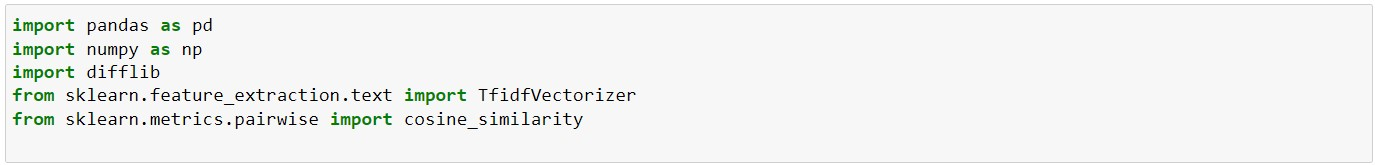 import pandas as pd
import numpy as np
import difflib
from sklearn.feature_extraction.text import TfidfVectorizer
from sklearn.metrics.pairwise import cosine_similarity